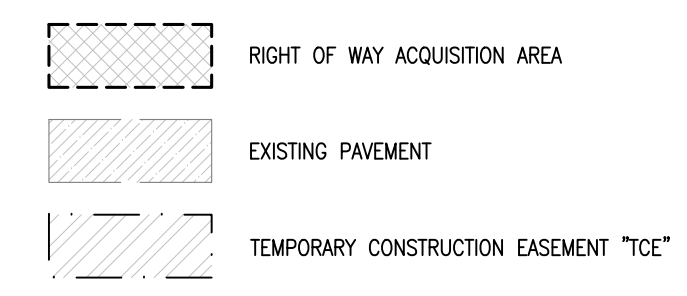 RIGHT OF WAY ACQUISITION AREA
EXISTING PAVEMENT
TEMPORARY CONSTRUCTION EASEMENT "TCE"